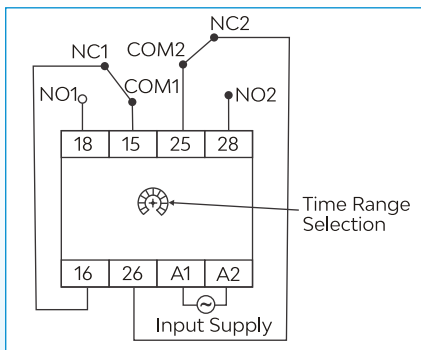 NC2
COM2
NC1
COM1
NO1
NO2
18 15 25 28
Time Range
Selection
16 26 A1 A2
Input Supply